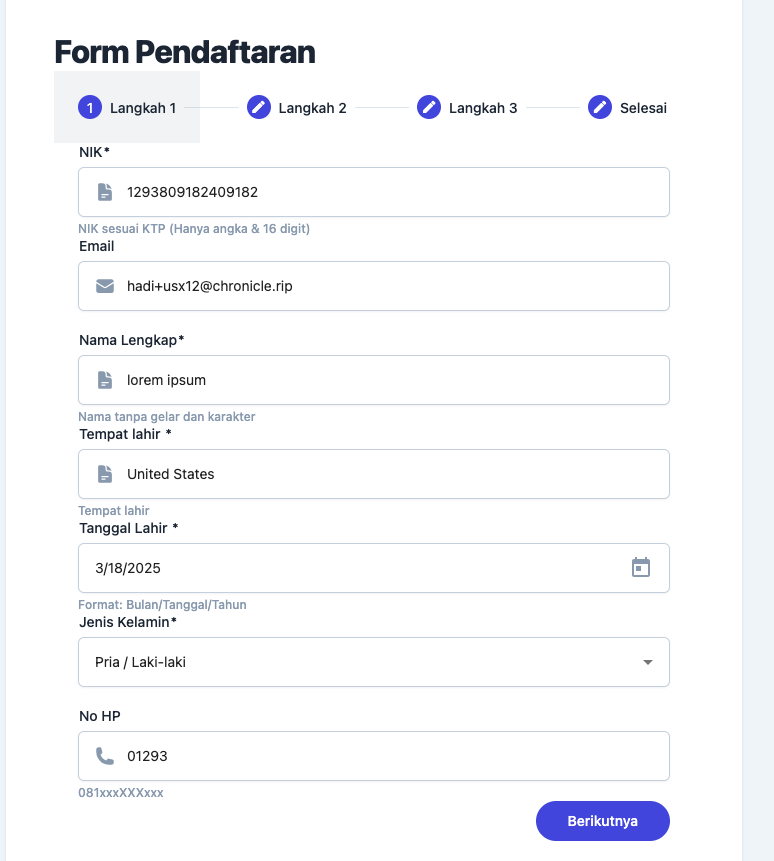 Form Pendaftaran
1 Langkah 1 Langkah 2 Langkah 3 Selesai
NIK*
1293809182409182
NIK sesuai KTP (Hanya angka & 16 digit)
Email
hadi+usx12@chronicle.rip
Nama Lengkap*
lorem ipsum
Nama tanpa gelar dan karakter
Tempat lahir *
United States
Tempat lahir
Tanggal Lahir *
3/18/2025
Format: Bulan/Tanggal/Tahun
Jenis Kelamin*
Pria / Laki-laki
No HP
01293
081xxxXXXxxx
Berikutnya